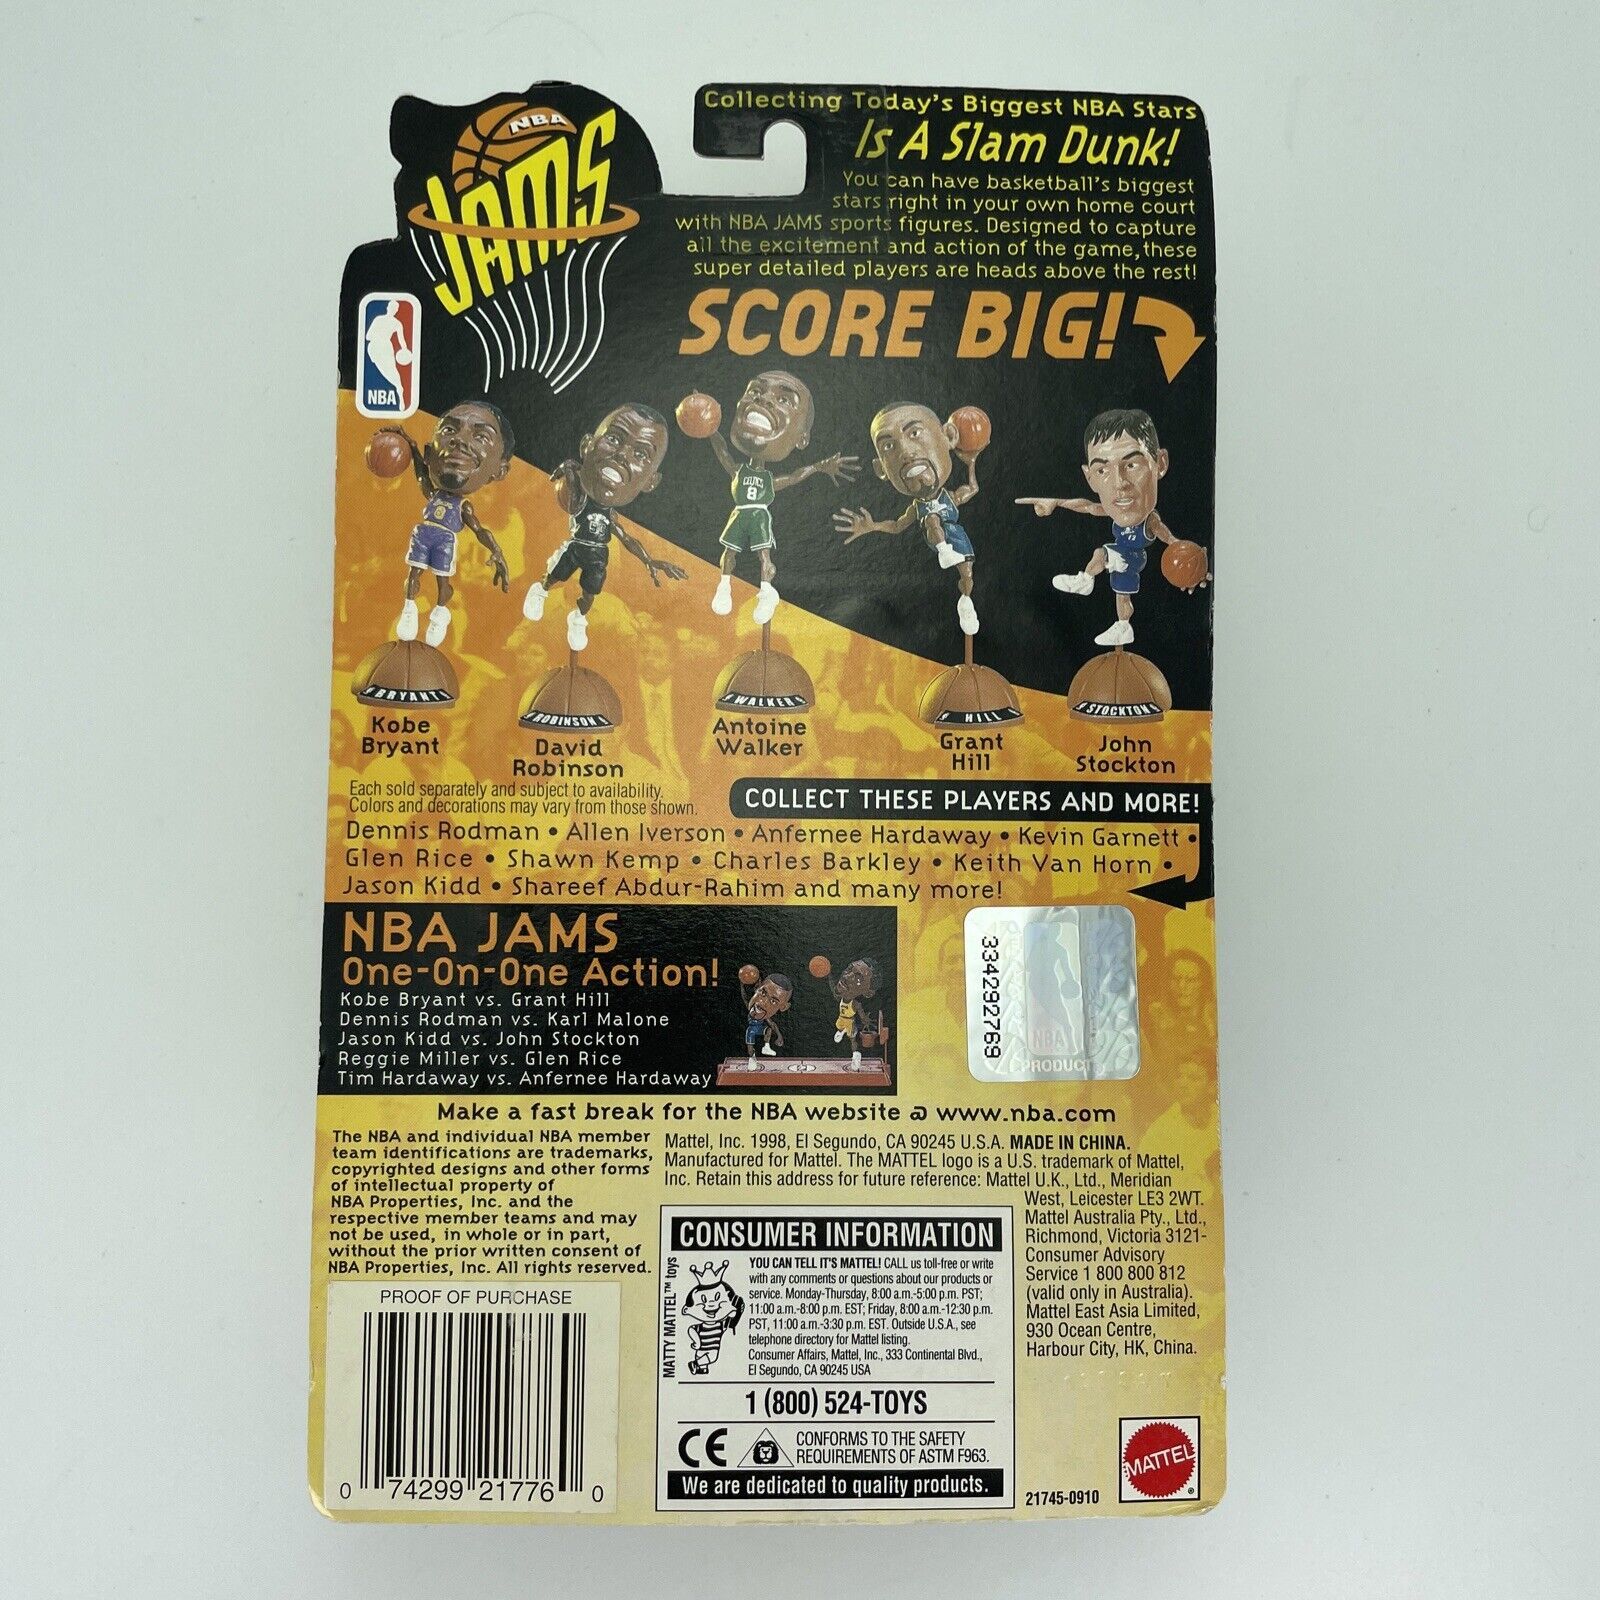 NBA
JAMS
Collecting Today's Biggest NBA Stars
Is A Slam Dunk!
You can have basketball's biggest
stars right in your own home court
with NBA JAMS sports figures. Designed to capture
all the excitement and action of the game, these
super detailed players are heads above the rest!
SCORE BIG!
NBA
8
CELTICS
8
BRYANT
ROBINSON
WALKER
HILL
STOCKTON
Kobe
Bryant
David
Robinson
Antoine
Walker
Grant
Hill
John
Stockton
Each sold separately and subject to availability.
Colors and decorations may vary from those shown.
COLLECT THESE PLAYERS AND MORE!
Dennis Rodman • Allen Iverson • Anfernee Hardaway • Kevin Garnett •
Glen Rice • Shawn Kemp • Charles Barkley • Keith Van Horn •
Jason Kidd • Shareef Abdur-Rahim and many more!
NBA JAMS
One-On-One Action!
Kobe Bryant vs. Grant Hill
Dennis Rodman vs. Karl Malone
Jason Kidd vs. John Stockton
Reggie Miller vs. Glen Rice
Tim Hardaway vs. Anfernee Hardaway
334292769
NBA
PRODUCT
Make a fast break for the NBA website @ www.nba.com
The NBA and individual NBA member
team identifications are trademarks,
copyrighted designs and other forms
of intellectual property of
NBA Properties, Inc. and the
respective member teams and may
not be used, in whole or in part,
without the prior written consent of
NBA Properties, Inc. All rights reserved.
Mattel, Inc. 1998, El Segundo, CA 90245 U.S.A. MADE IN CHINA.
Manufactured for Mattel. The MATTEL logo is a U.S. trademark of Mattel,
Inc. Retain this address for future reference: Mattel U.K., Ltd., Meridian
West, Leicester LE3 2WT.
Mattel Australia Pty., Ltd.,
Richmond, Victoria 3121-
Consumer Advisory
Service 1 800 800 812
(valid only in Australia).
Mattel East Asia Limited,
930 Ocean Centre,
Harbour City, HK, China.
CONSUMER INFORMATION
MATTY MATTEL™ toys
YOU CAN TELL IT'S MATTEL! CALL us toll-free or write
with any comments or questions about our products or
service. Monday-Thursday, 8:00 a.m.-5:00 p.m. PST;
11:00 a.m.-8:00 p.m. EST; Friday, 8:00 a.m.-12:30 p.m.
PST, 11:00 a.m.-3:30 p.m. EST. Outside U.S.A., see
telephone directory for Mattel listing.
Consumer Affairs, Mattel, Inc., 333 Continental Blvd.,
El Segundo, CA 90245 USA
1 (800) 524-TOYS
CE
CONFORMS TO THE SAFETY
REQUIREMENTS OF ASTM F963.
We are dedicated to quality products.
PROOF OF PURCHASE
0 74299 21776 0
21745-0910
MATTEL
®